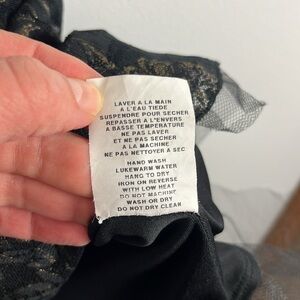 LAVER A LA MAIN
A L'EAU TIEDE
SUSPENDRE POUR SECHER
REPASSER A L'ENVERS
A BASSE TEMPERATURE
NE PAS LAVER
ET NE PAS SECHER
A LA MACHINE.
NE PAS NETTOYER A SEC
HAND WASH
LUKEWARM WATER
HANG TO DRY
IRON ON REVERSE
WITH LOW HEAT
DO NOT MACHINE
WASH OR DRY
DO NOT DRY CLEAN